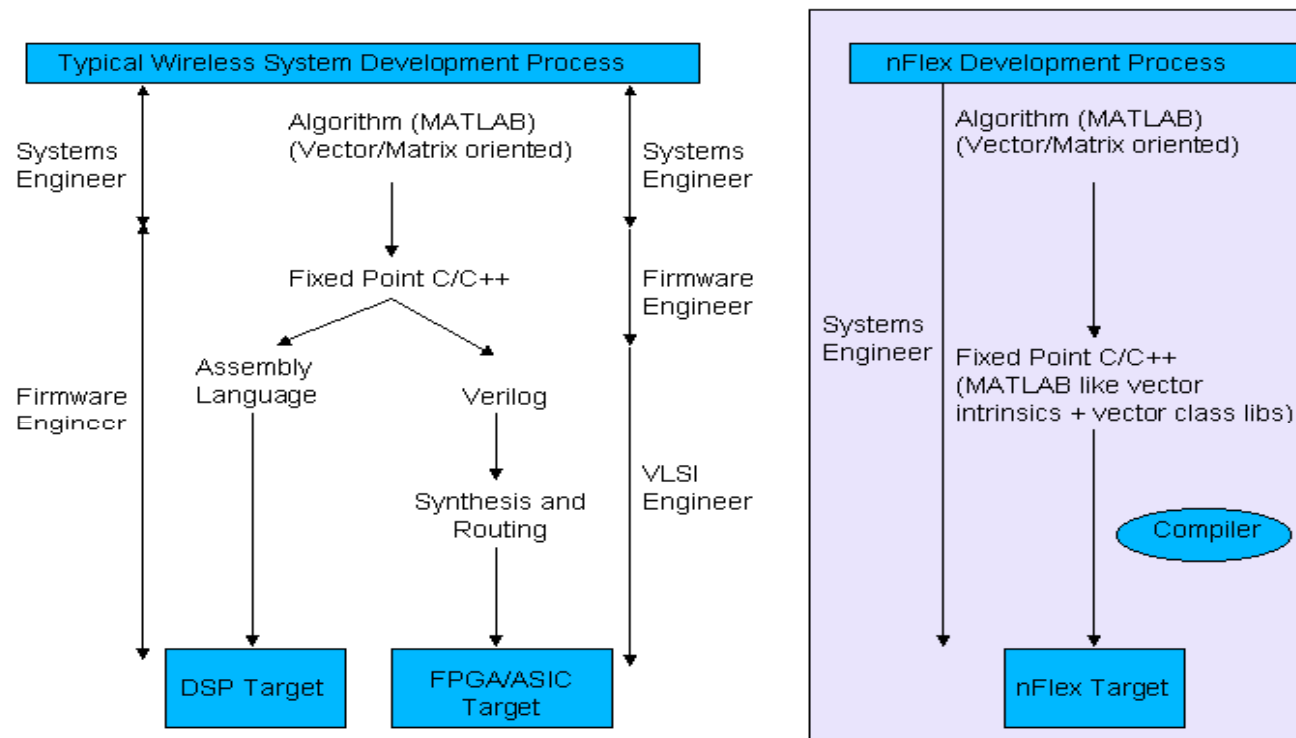 Typical Wireless System Development Process
Systems
Engineer
Algorithm (MATLAB)
(Vector/Matrix oriented)
Systems
Engineer
Fixed Point C/C++
Firmware
Engineer
Assembly
Language
Verilog
Firmware
Engineer
Synthesis and
Routing
VLSI
Engineer
DSP Target
FPGA/ASIC
Target
nFlex Development Process
Algorithm (MATLAB)
(Vector/Matrix oriented)
Systems
Engineer
Fixed Point C/C++
(MATLAB like vector
intrinsics + vector class libs)
Compiler
nFlex Target